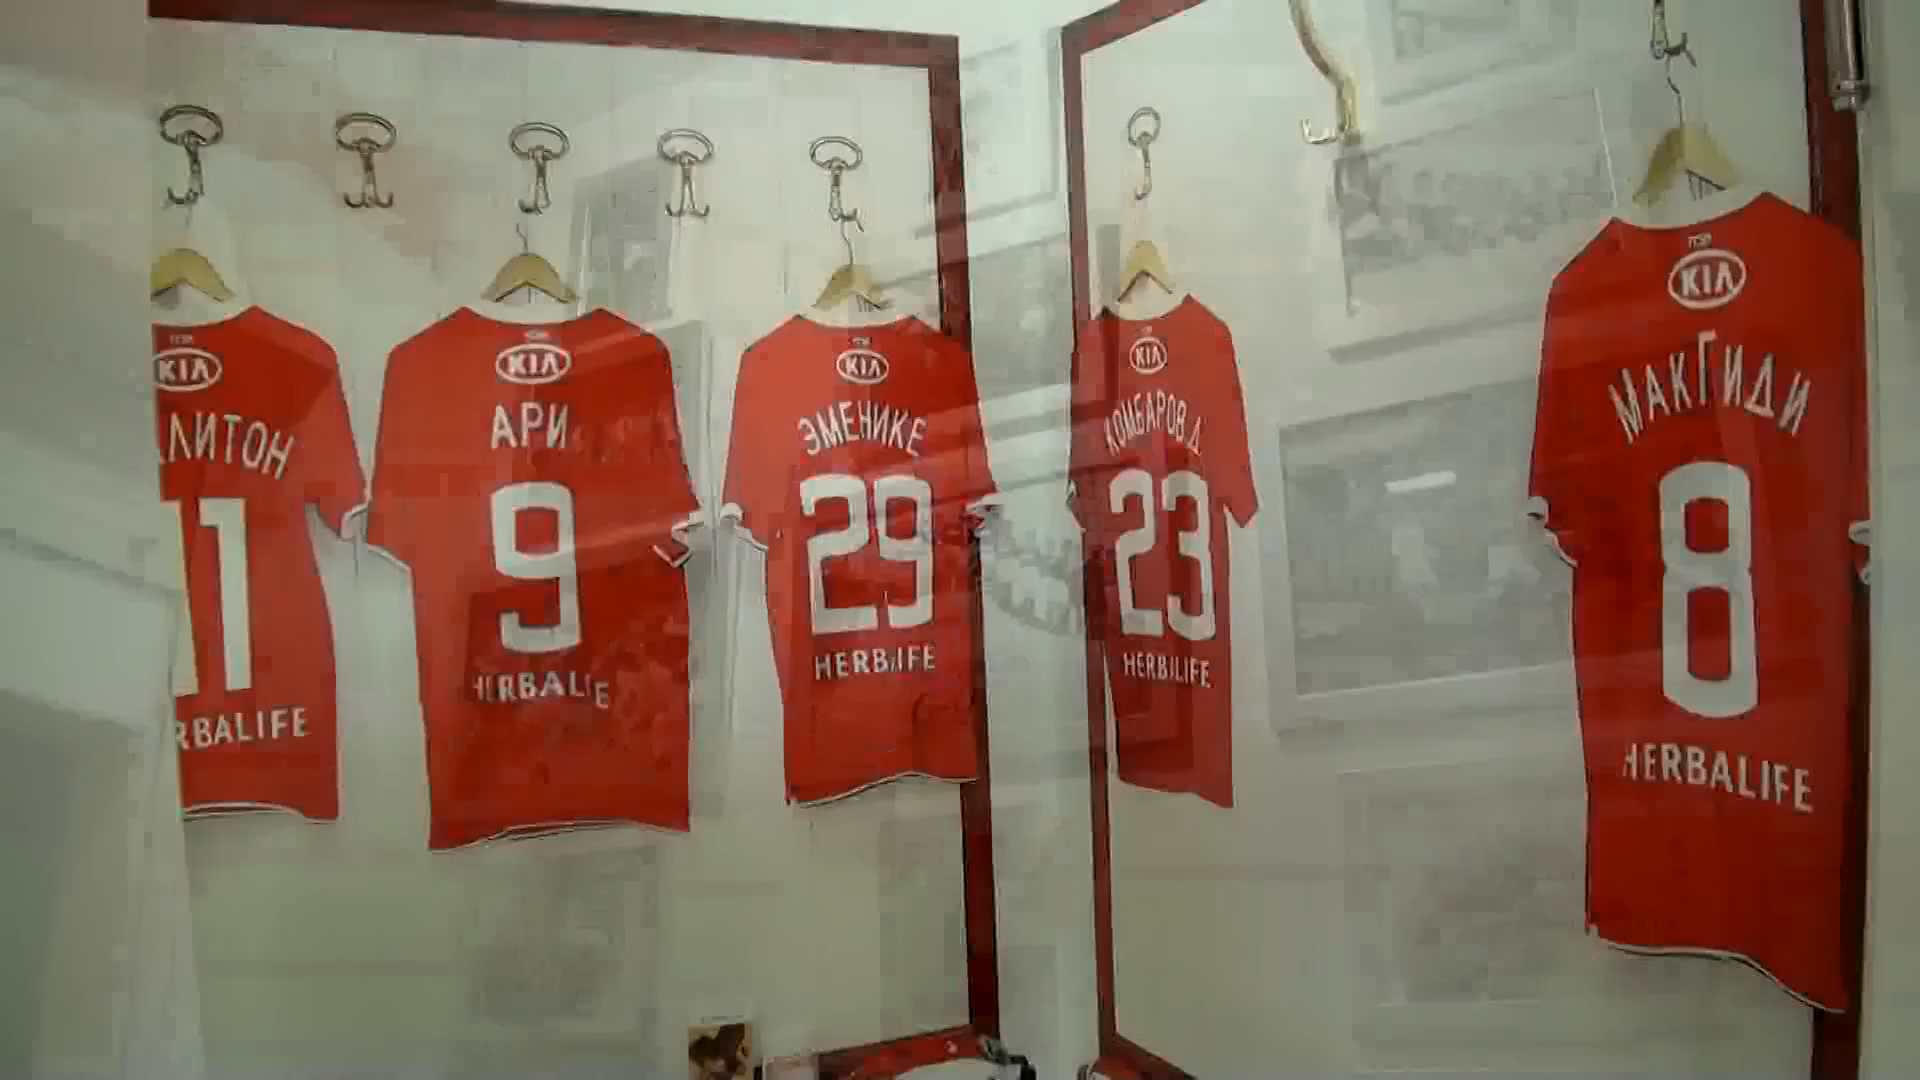 KIA
ЛИТОН
11
RBALIFE
KIA
АРИ
9
HERBALIFE
KIA
ЭМЕНИКЕ
29
HERBALIFE
KIA
КОМБАРОВ Д.
23
HERBALIFE
KIA
МАКГИДИ
8
HERBALIFE